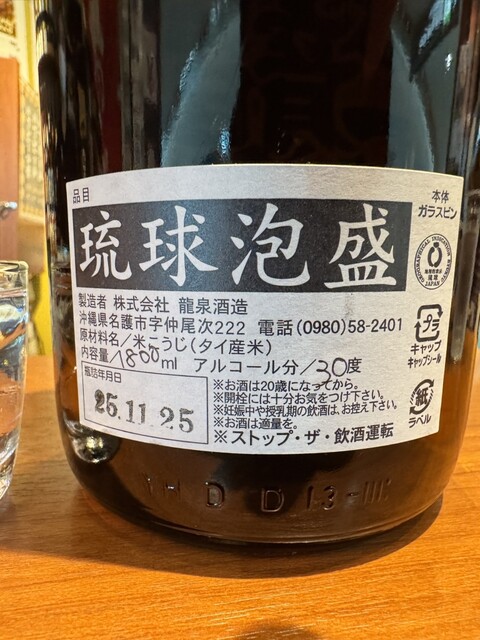 品目
琉球泡盛
製造者 株式会社 龍泉酒造
沖縄県名護市字仲尾次222 電話(0980)58-2401
原材料名/米こうじ(タイ産米)
内容量/1800ml アルコール分/30度
瓶詰年月日
25.11.25
※お酒は20歳になってから。
※開栓には十分お気をつけ下さい。
※妊娠中や授乳期の飲酒は、お控え下さい。
※お酒は適量を。
※ストップ・ザ・飲酒運転
本体
ガラスビン
GEOGRAPHICAL INDICATION
JAPAN
プラ
キャップ
キャップシール
紙
ラベル